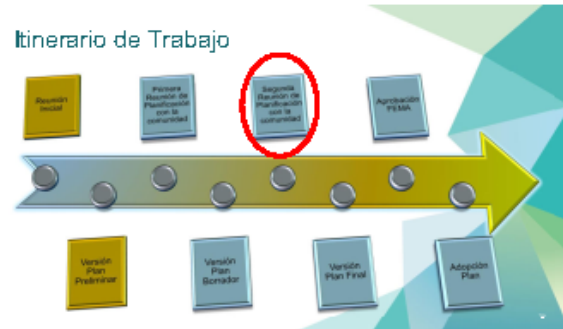 Itinerario de Trabajo
Reunión
Inicial
Primera
Reunión de
Planificación
con la
comunidad
Segunda
Reunión de
Planificación
con la
comunidad
Aprobación
FEMA
Versión
Plan
Preliminar
Versión
Plan
Borrador
Versión
Plan Final
Adopción
Plan